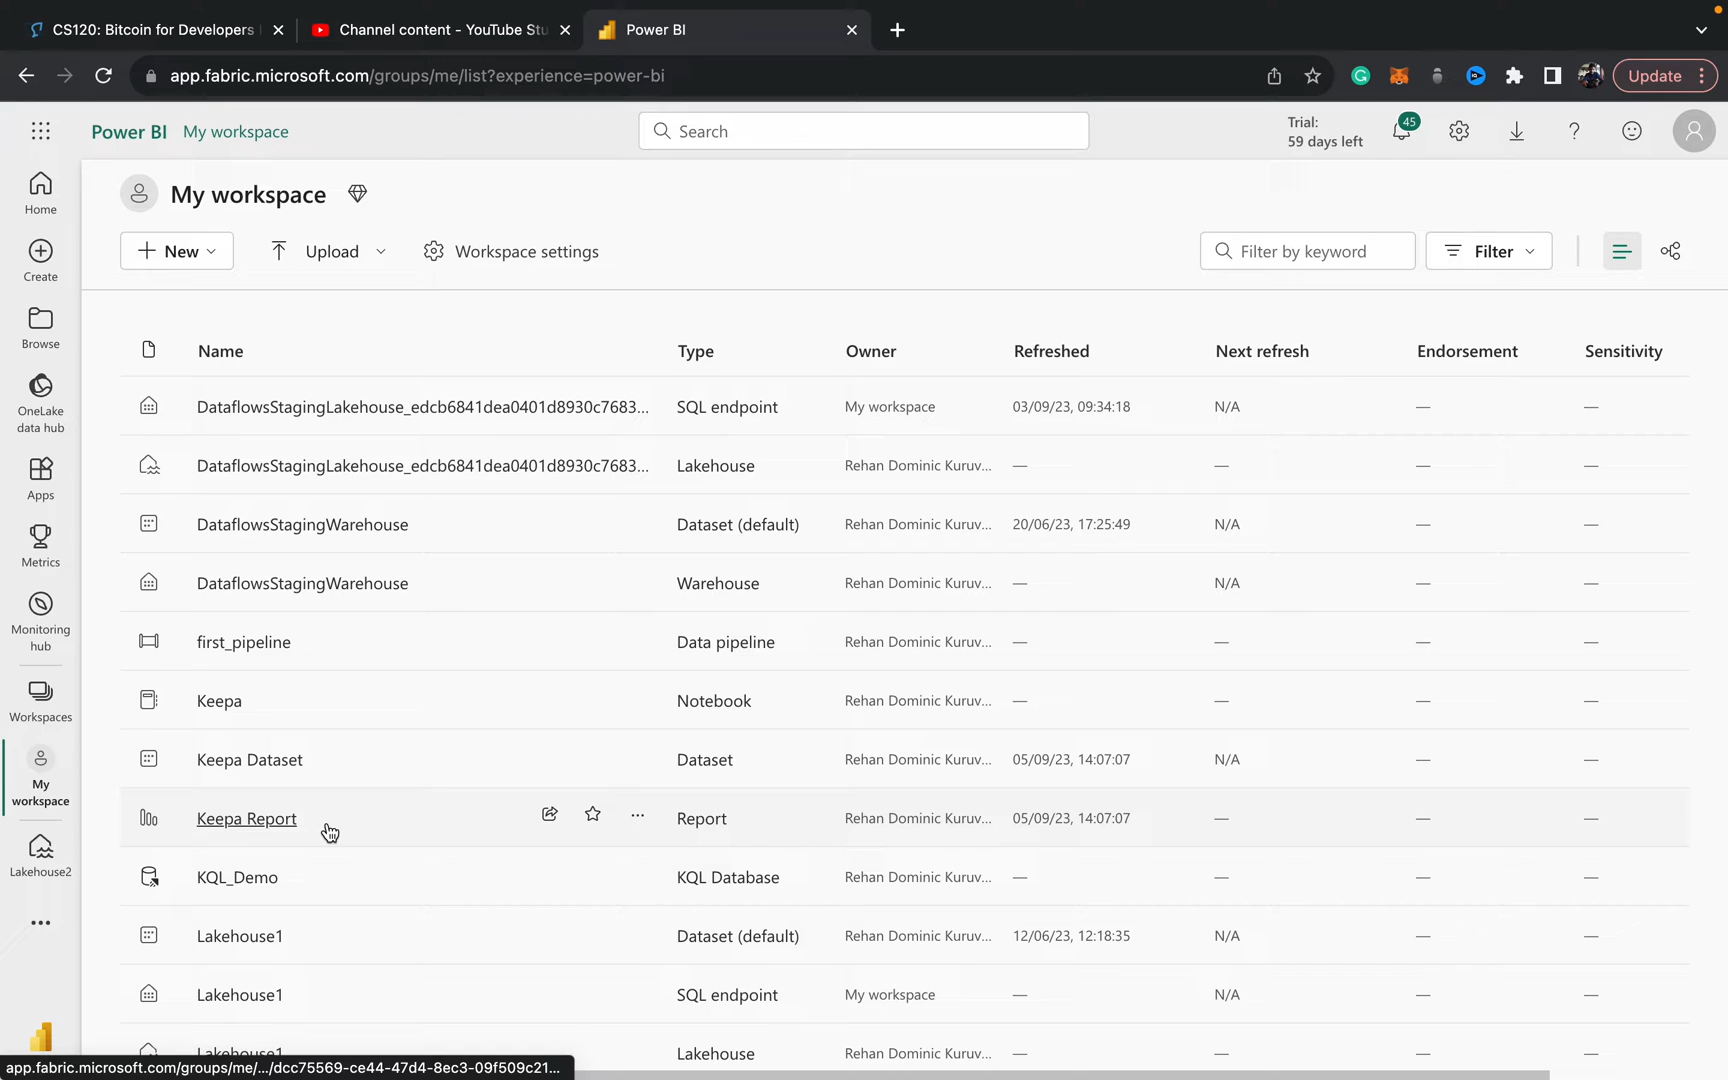 CS120: Bitcoin for Developers
Channel content - YouTube Stu
Power BI
app.fabric.microsoft.com/groups/me/list?experience=power-bi
Update
Power BI My workspace
Search
Trial:
59 days left
45
Home
Create
Browse
OneLake
data hub
Apps
Metrics
Monitoring
hub
Workspaces
My
workspace
Lakehouse2
My workspace
New
Upload
Workspace settings
Filter by keyword
Filter
Name Type Owner Refreshed Next refresh Endorsement Sensitivity
DataflowsStagingLakehouse_edcb6841dea0401d8930c7683... SQL endpoint My workspace 03/09/23, 09:34:18 N/A — —
DataflowsStagingLakehouse_edcb6841dea0401d8930c7683... Lakehouse Rehan Dominic Kuruv... — — — —
DataflowsStagingWarehouse Dataset (default) Rehan Dominic Kuruv... 20/06/23, 17:25:49 N/A — —
DataflowsStagingWarehouse Warehouse Rehan Dominic Kuruv... — N/A — —
first_pipeline Data pipeline Rehan Dominic Kuruv... — — — —
Keepa Notebook Rehan Dominic Kuruv... — — — —
Keepa Dataset Dataset Rehan Dominic Kuruv... 05/09/23, 14:07:07 N/A — —
Keepa Report ... Report Rehan Dominic Kuruv... 05/09/23, 14:07:07 — — —
KQL_Demo KQL Database Rehan Dominic Kuruv... — — — —
Lakehouse1 Dataset (default) Rehan Dominic Kuruv... 12/06/23, 12:18:35 N/A — —
Lakehouse1 SQL endpoint My workspace — N/A — —
Lakehouse1 Lakehouse Rehan Dominic Kuruv... — — — —
app.fabric.microsoft.com/groups/me/.../dcc75569-ce44-47d4-8ec3-09f509c21...